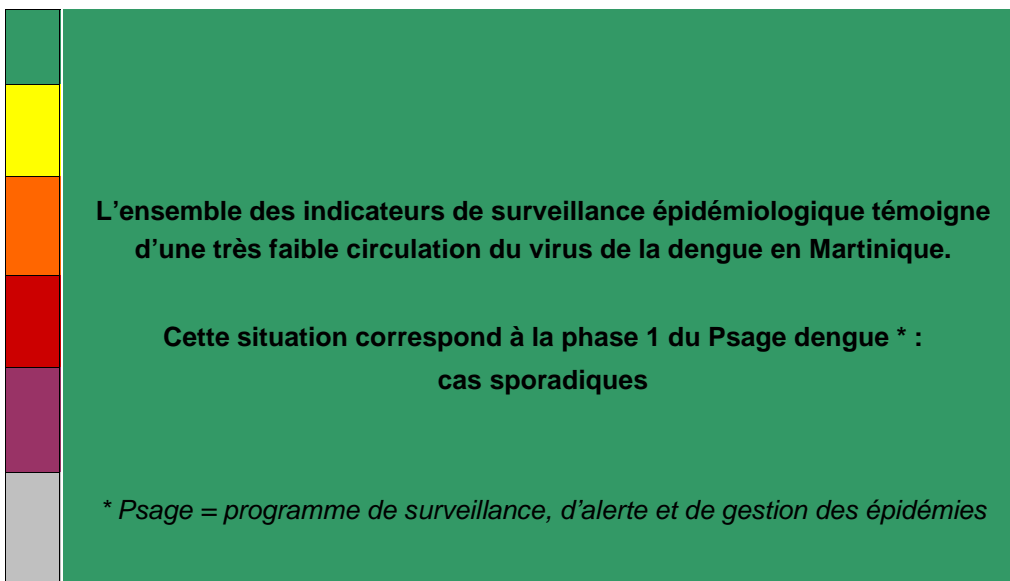 L'ensemble des indicateurs de surveillance épidémiologique témoigne
d'une très faible circulation du virus de la dengue en Martinique.
Cette situation correspond à la phase 1 du Psage dengue * :
cas sporadiques
* Psage = programme de surveillance, d'alerte et de gestion des épidémies